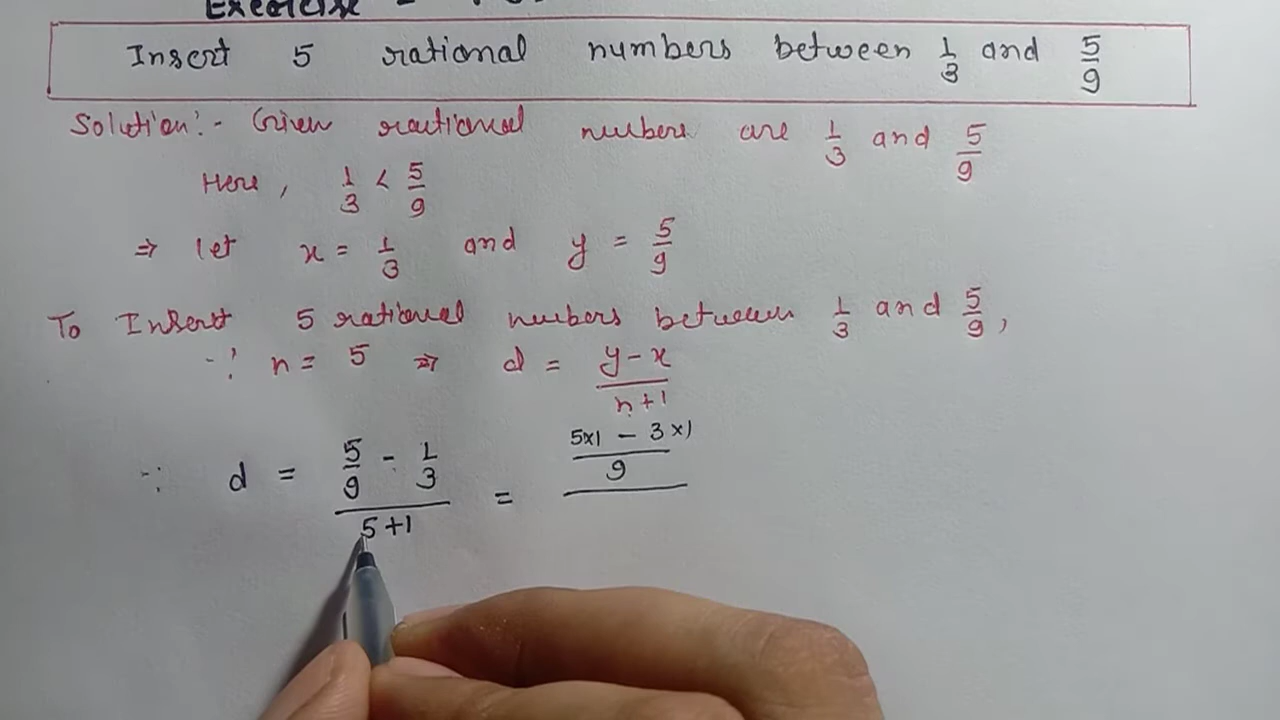 Exercise -
Insert 5 rational numbers between 1/3 and 5/9
Solution:- Given rational numbers are 1/3 and 5/9
Here, 1/3 < 5/9
⇒ let x = 1/3 and y = 5/9
To Insert 5 rational numbers between 1/3 and 5/9,
∵ n = 5 ⇒ d = (y-x)/(n+1)
∵ d = (5/9 - 1/3)/(5+1) = ((5×1 - 3×1)/9)/